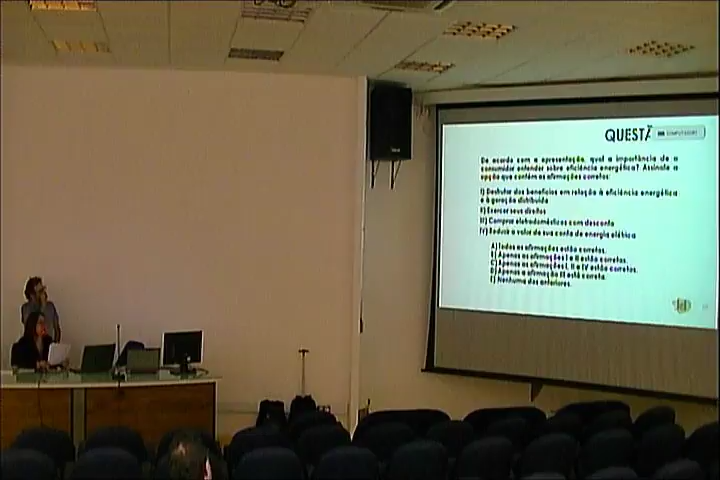 QUESTÃ
COMPUTADOR1
De acordo com a apresentação, qual a importância de o
consumidor entender sobre eficiência energética? Assinale a
opção que contém as afirmações corretas:
I) Desfrutar dos benefícios em relação à eficiência energética
e à geração distribuída
II) Exercer seus direitos
III) Comprar eletrodomésticos com desconto
IV) Reduzir o valor de sua conta de energia elétrica
A) Todas as afirmações estão corretas.
B) Apenas as afirmações I e II estão corretas.
C) Apenas as afirmações I, II e IV estão corretas.
D) Apenas a afirmação III está correta.
E) Nenhuma das anteriores.